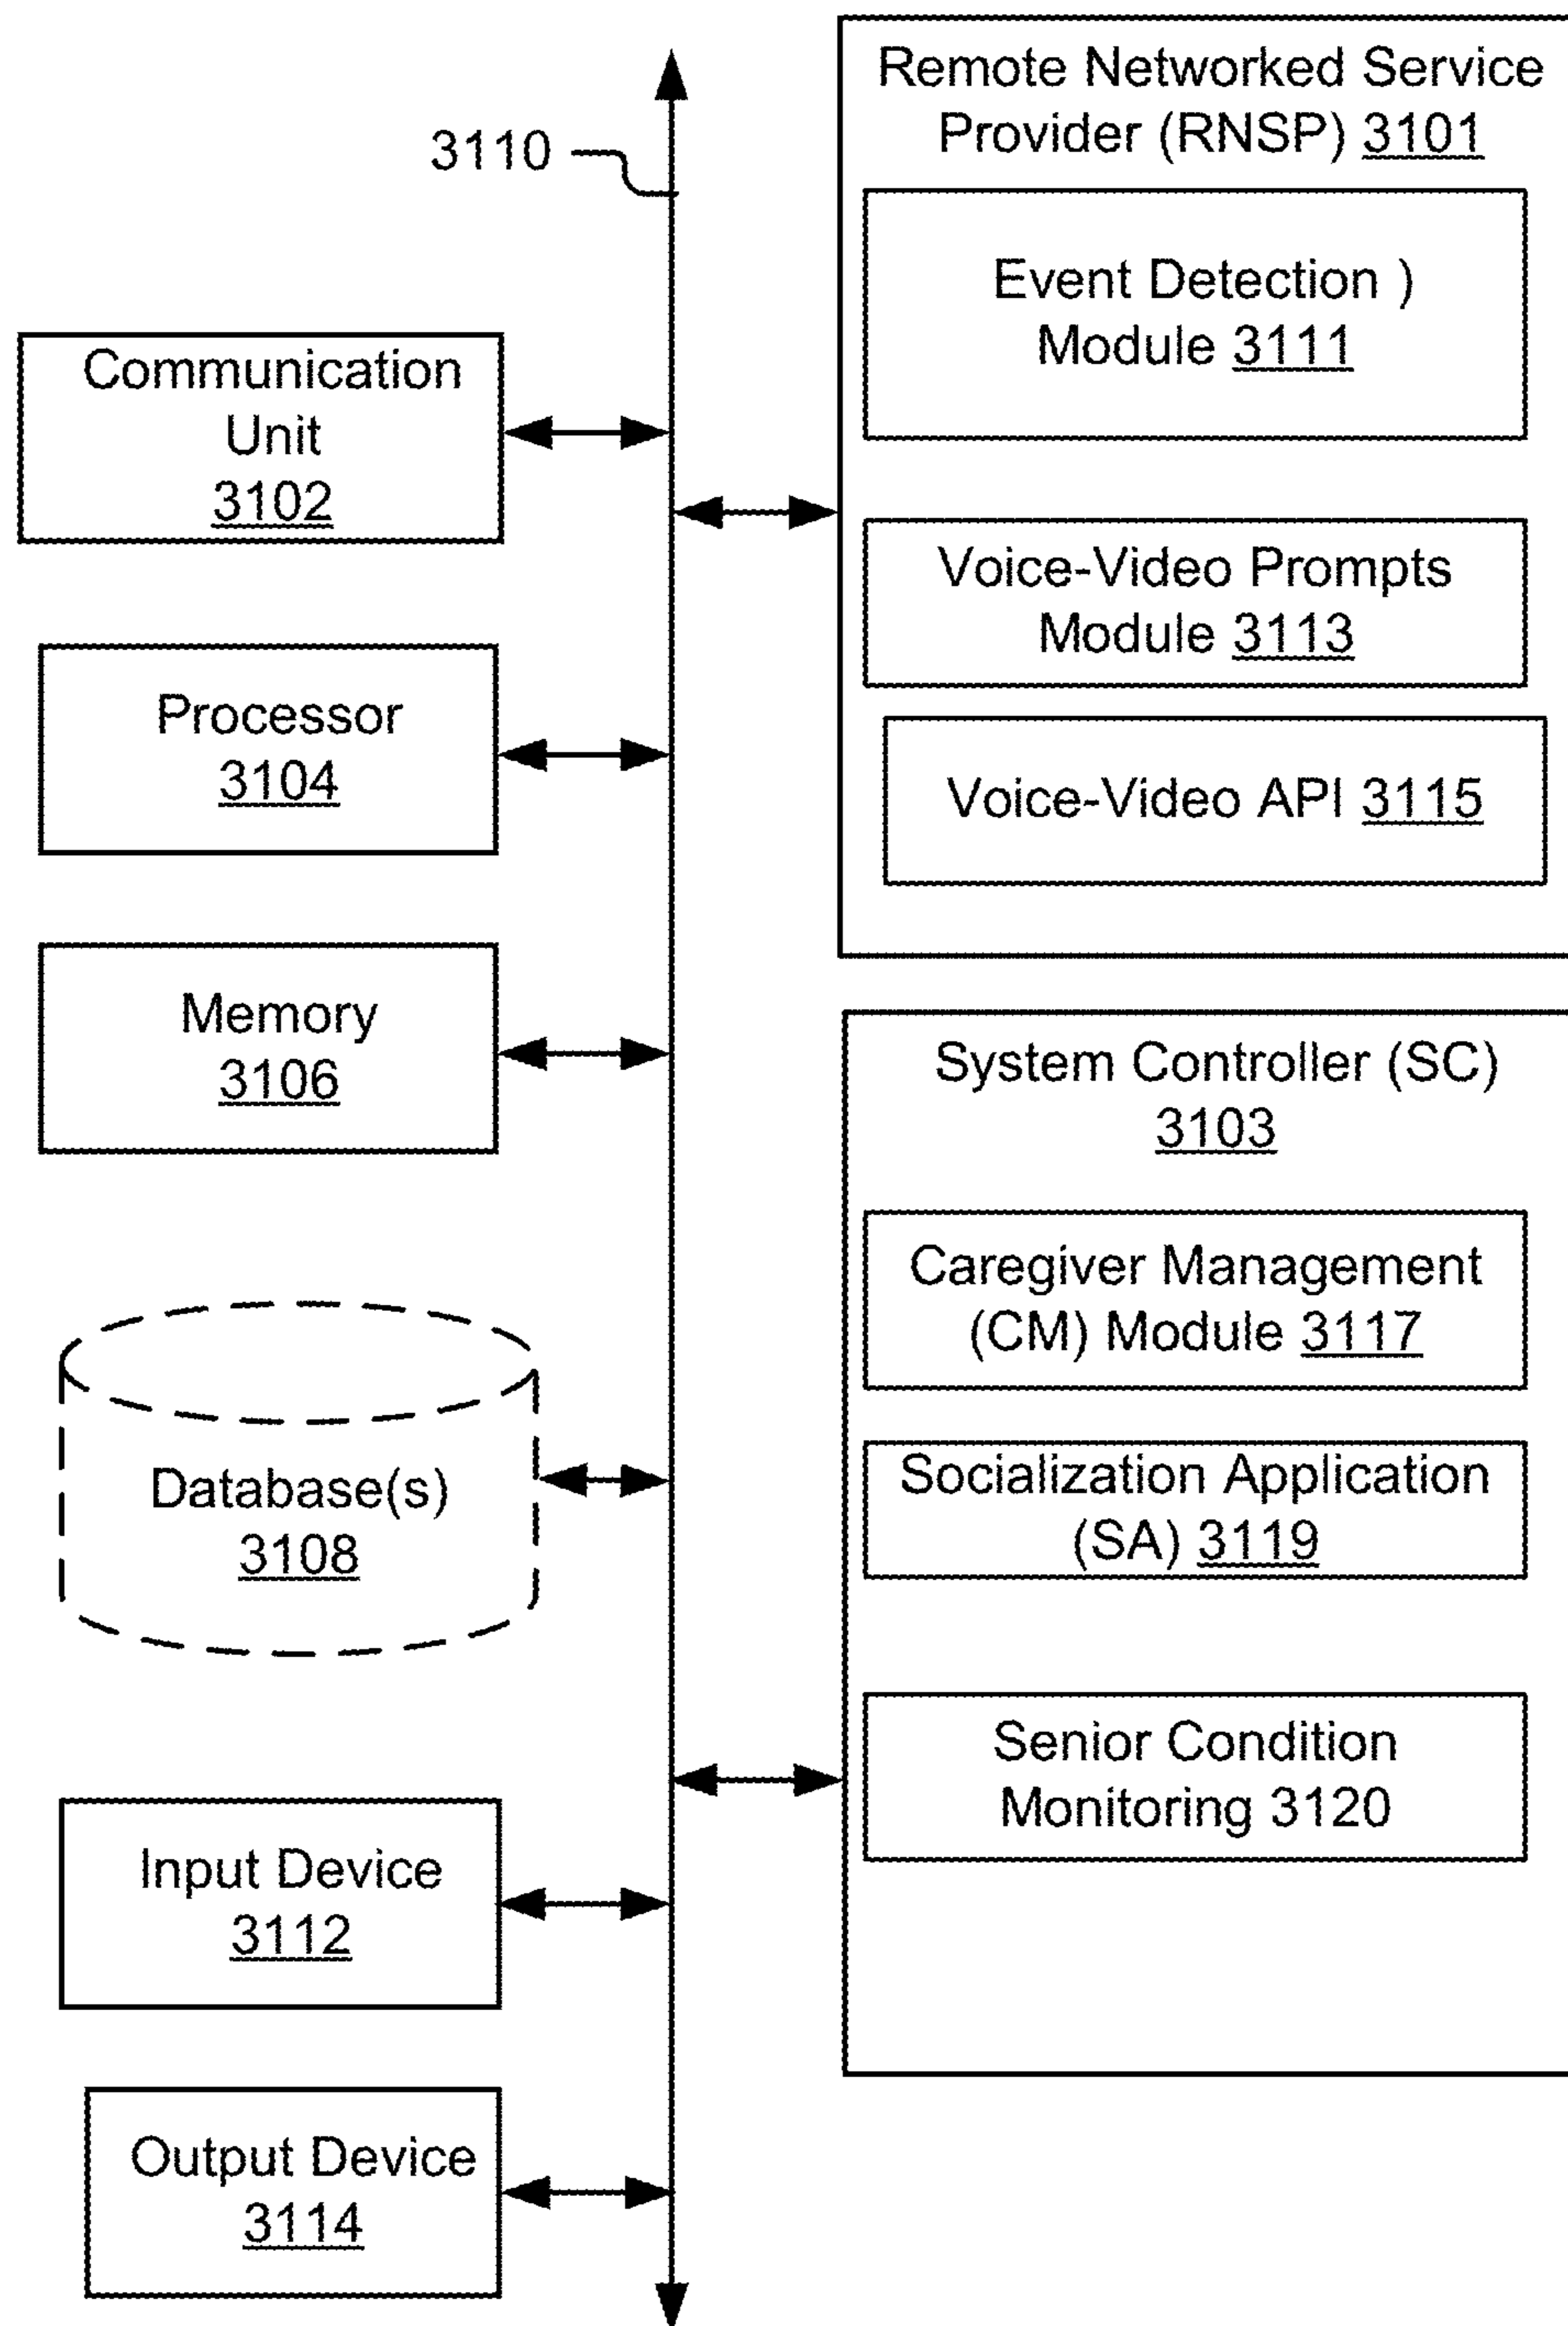 3110
Communication
Unit
3102
Processor
3104
Memory
3106
Database(s)
3108
Input Device
3112
Output Device
3114
Remote Networked Service
Provider (RNSP) 3101
Event Detection )
Module 3111
Voice-Video Prompts
Module 3113
Voice-Video API 3115
System Controller (SC)
3103
Caregiver Management
(CM) Module 3117
Socialization Application
(SA) 3119
Senior Condition
Monitoring 3120